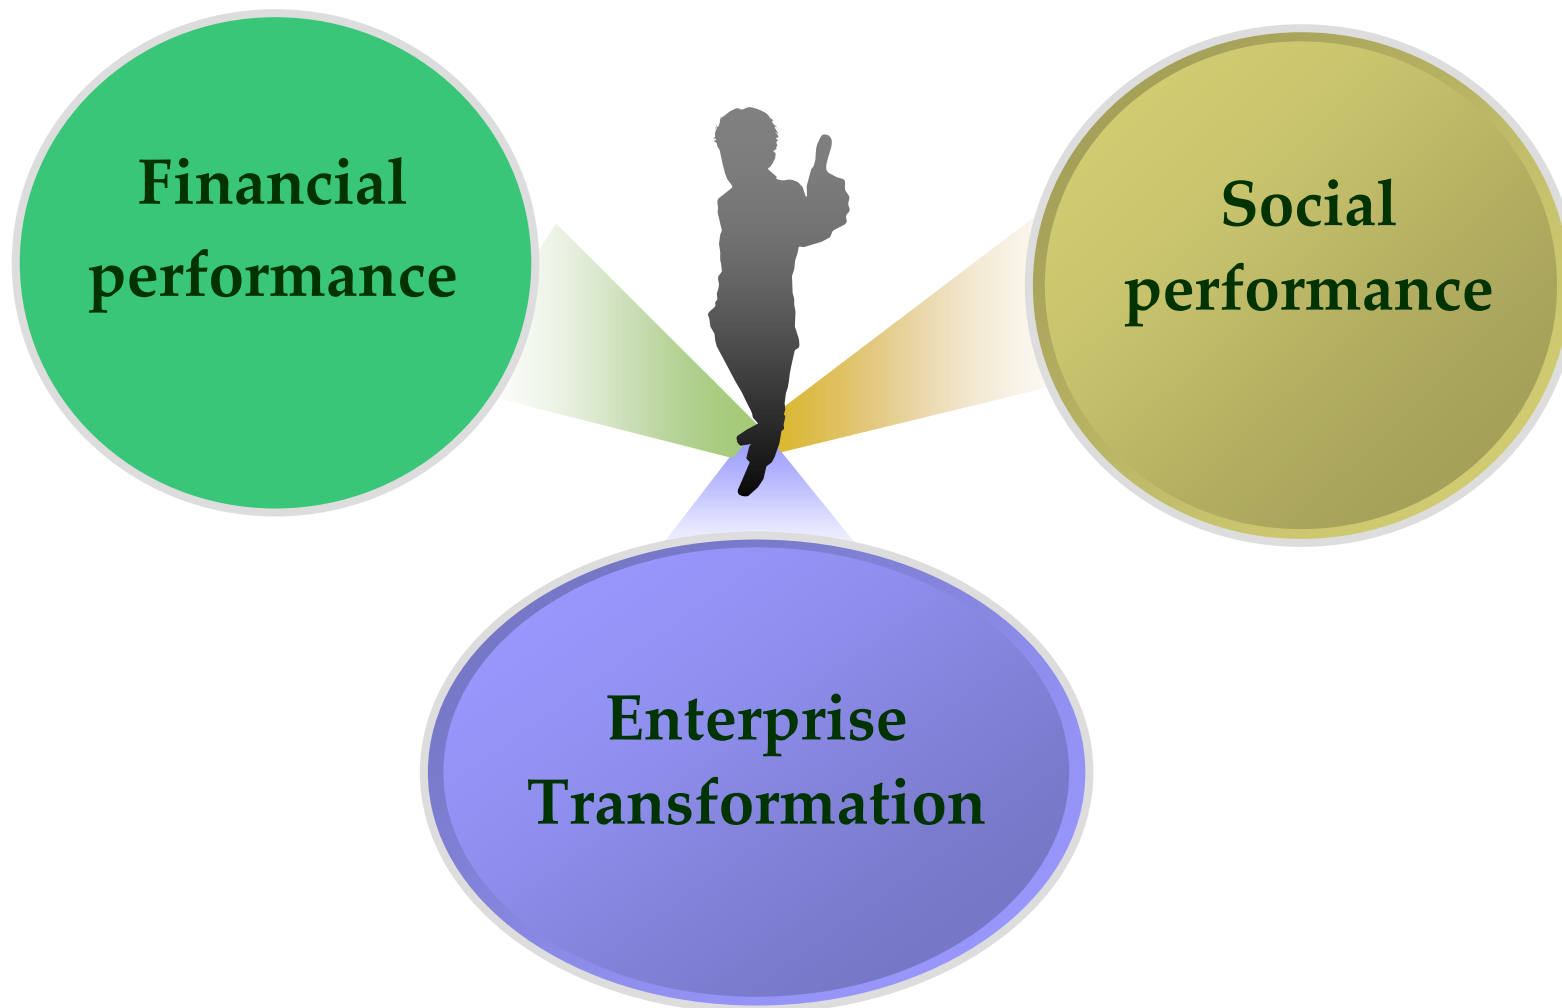 Financial
performance
Social
performance
Enterprise
Transformation